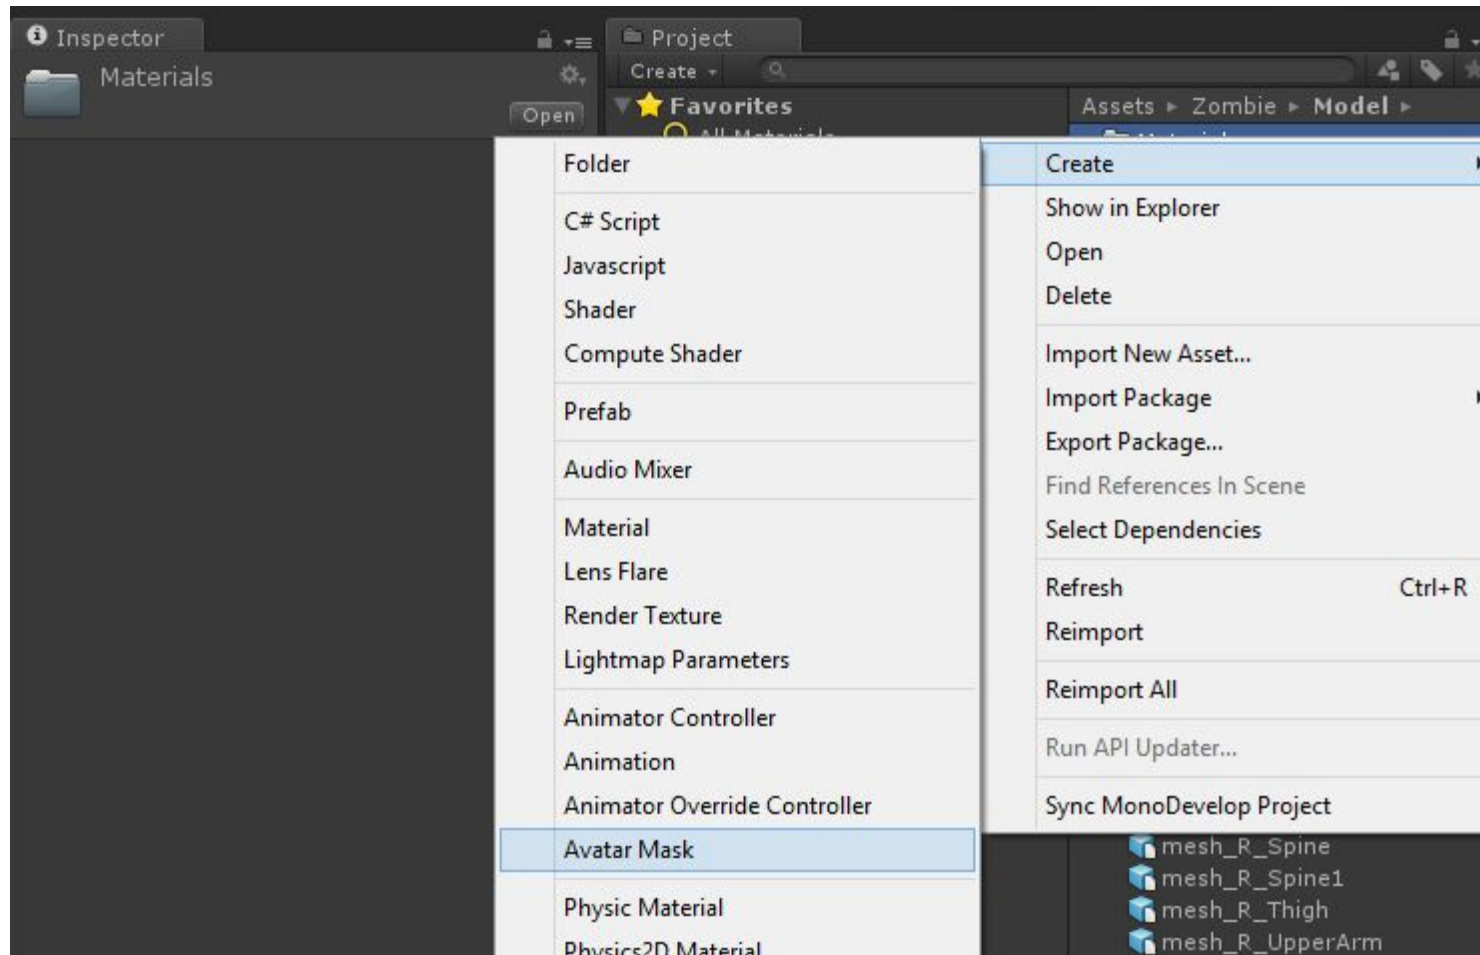 Inspector
Materials
Open
Project
Create
Favorites
All Materials
Assets Zombie Model
Folder
C# Script
Javascript
Shader
Compute Shader
Prefab
Audio Mixer
Material
Lens Flare
Render Texture
Lightmap Parameters
Animator Controller
Animation
Animator Override Controller
Avatar Mask
Physic Material
Physics2D Material
Create
Show in Explorer
Open
Delete
Import New Asset...
Import Package
Export Package...
Find References In Scene
Select Dependencies
Refresh Ctrl+R
Reimport
Reimport All
Run API Updater...
Sync MonoDevelop Project
mesh_R_Spine
mesh_R_Spine1
mesh_R_Thigh
mesh_R_UpperArm